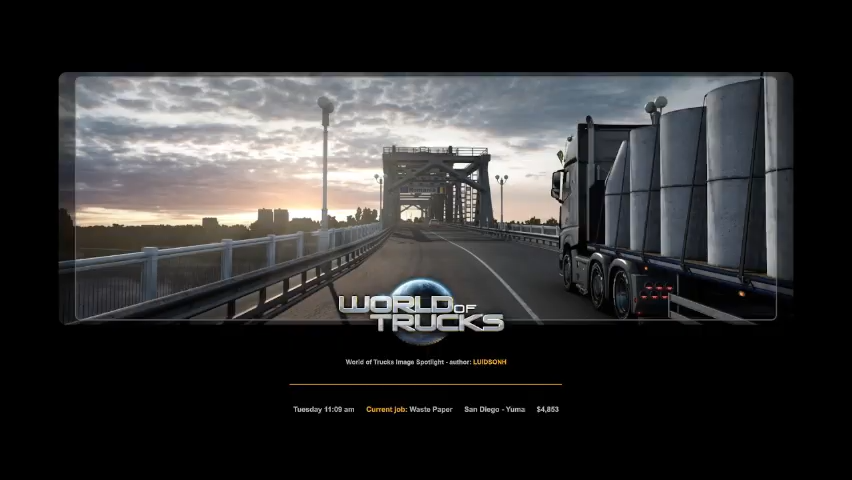 WORLD OF
TRUCKS
World of Trucks Image Spotlight - author: LUIDSONH
Tuesday 11:09 am Current job: Waste Paper San Diego - Yuma $4,853